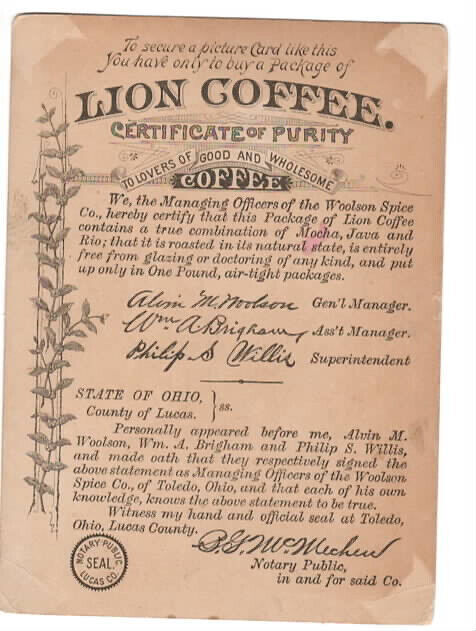 To secure a picture Card like this
You have only to buy a Package of
LION COFFEE.
CERTIFICATE OF PURITY
TO LOVERS OF GOOD AND WHOLESOME
COFFEE
We, the Managing Officers of the Woolson Spice
Co., hereby certify that this Package of Lion Coffee
contains a true combination of Mocha, Java and
Rio; that it is roasted in its natural state, is entirely
free from glazing or doctoring of any kind, and put
up only in One Pound, air-tight packages.
Alvin M. Woolson Gen'l Manager.
Wm A. Brigham, Ass't Manager.
Philip S Willis Superintendent
STATE OF OHIO,
County of Lucas. } ss.
Personally appeared before me, Alvin M.
Woolson, Wm. A. Brigham and Philip S. Willis,
and made oath that they respectively signed the
above statement as Managing Officers of the Woolson
Spice Co., of Toledo, Ohio, and that each of his own
knowledge, knows the above statement to be true.
Witness my hand and official seal at Toledo,
Ohio, Lucas County.
McMechen
Notary Public,
in and for said Co.
NOTARY PUBLIC
SEAL.
LUCAS CO.